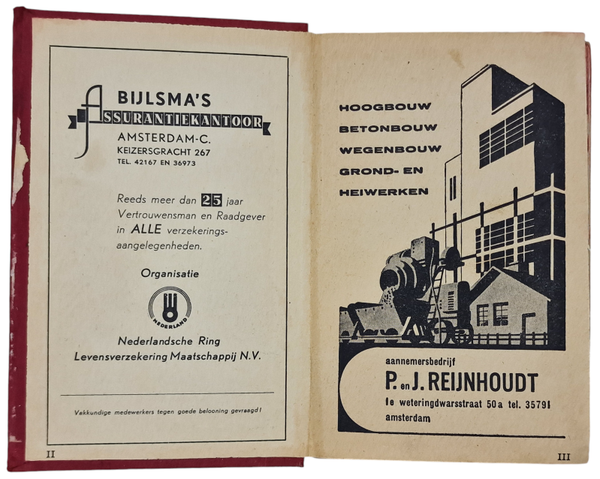 BIJLSMA'S
ASSURANTIEKANTOOR
AMSTERDAM-C.
KEIZERSGRACHT 267
TEL. 42167 EN 36973
Reeds meer dan 25 jaar
Vertrouwensman en Raadgever
in ALLE verzekerings-
aangelegenheden.
Organisatie
NEDERLAND
Nederlandsche Ring
Levensverzekering Maatschappij N.V.
Vakkundige medewerkers tegen goede belooning gevraagd!
II
HOOGBOUW
BETONBOUW
WEGENBOUW
GROND- EN
HEIWERKEN
aannemersbedrijf
P. en J. REIJNHOUDT
1e weteringdwarsstraat 50a tel. 35791
amsterdam
III